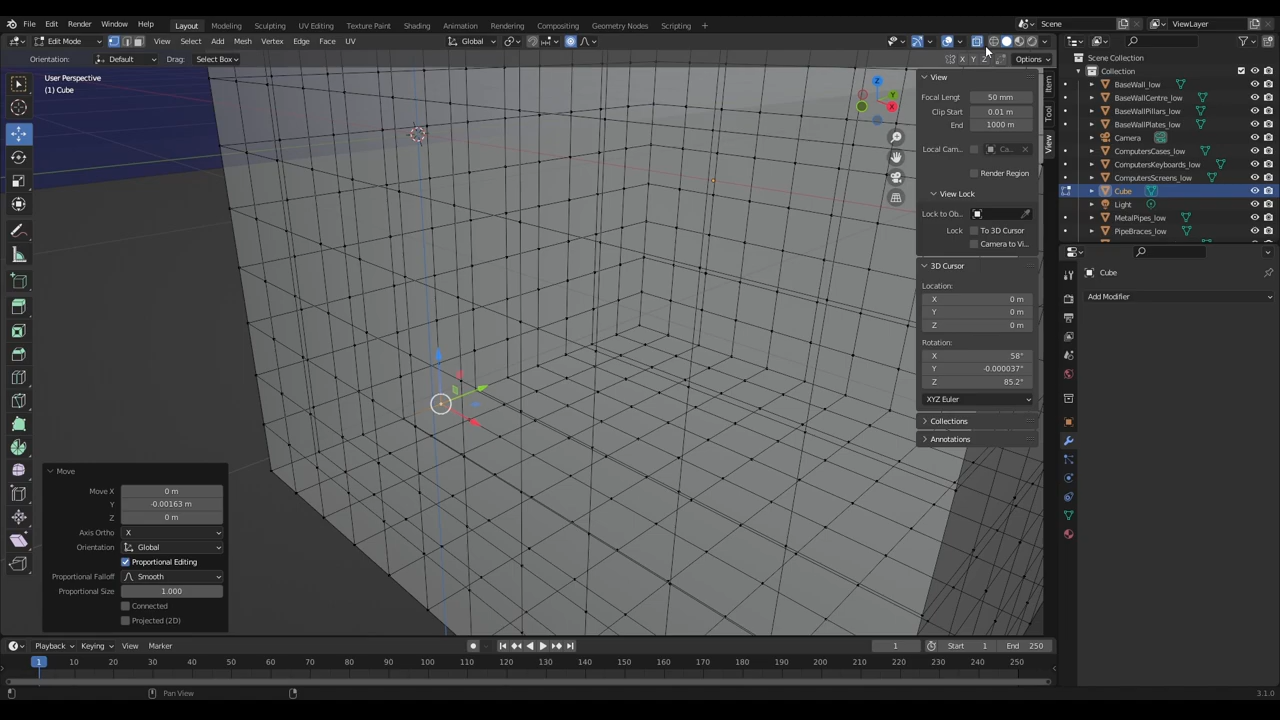 File Edit Render Window Help Layout Modeling Sculpting UV Editing Texture Paint Shading Animation Rendering Compositing Geometry Nodes Scripting + Scene ViewLayer
Edit Mode View Select Add Mesh Vertex Edge Face UV Global
Orientation: Default Drag: Select Box X Y Z Options
User Perspective
(1) Cube
Z
Y
X
View
Focal Lengt 50 mm
Clip Start 0.01 m
End 1000 m
Local Cam... Ca...
Render Region
View Lock
Lock to Ob...
Lock To 3D Cursor
Camera to Vi...
3D Cursor
Location:
X 0 m
Y 0 m
Z 0 m
Rotation:
X 58°
Y -0.000037°
Z 85.2°
XYZ Euler
Collections
Annotations
Item
Tool
View
Scene Collection
Collection
BaseWall_low
BaseWallCentre_low
BaseWallPillars_low
BaseWallPlates_low
Camera
ComputersCases_low
ComputersKeyboards_low
ComputersScreens_low
Cube
Light
MetalPipes_low
PipeBraces_low
Cube
Add Modifier
Move
Move X 0 m
Y -0.00163 m
Z 0 m
Axis Ortho X
Orientation Global
Proportional Editing
Proportional Falloff Smooth
Proportional Size 1.000
Connected
Projected (2D)
Playback Keying View Marker 1 Start 1 End 250
1 10 20 30 40 50 60 70 80 90 100 110 120 130 140 150 160 170 180 190 200 210 220 230 240 250
Pan View 3.1.0